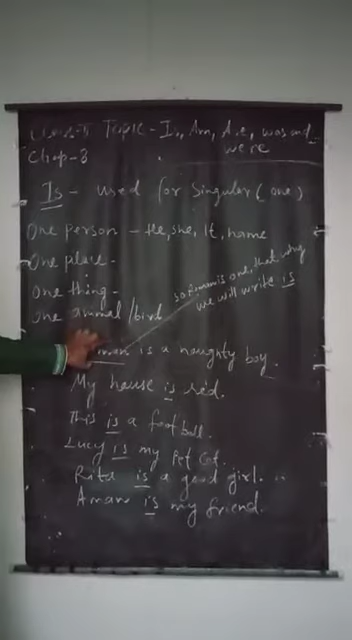 Class-II Topic - Is, Am, Are, was and were
Chap-8
Is - used for Singular (one)
One person - He, she, It, name
One place -
One thing -
One animal/bird
so Aman is one, that's why we will write is
Aman is a naughty boy.
My house is red.
This is a football.
Lucy is my Pet Cat.
Rita is a good girl.
Aman is my friend.